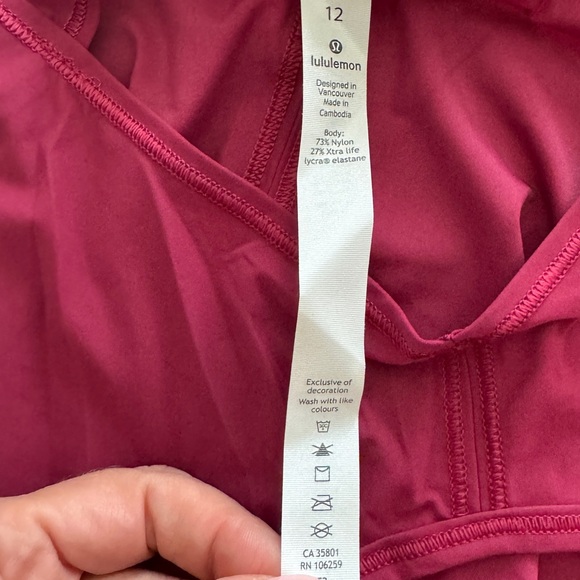 12
lululemon
Designed in
Vancouver
Made in
Cambodia
Body:
73% Nylon
27% Xtra life
lycra® elastane
Exclusive of
decoration
Wash with like
colours
CA 35801
RN 106259